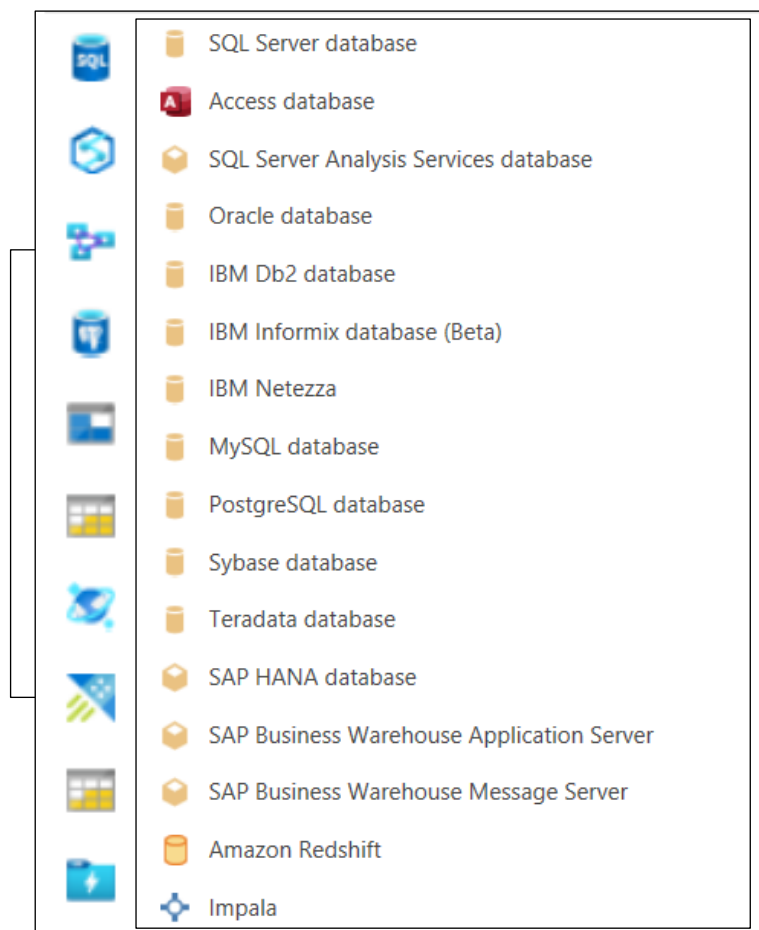 SQL
SQL Server database
A
Access database
SQL Server Analysis Services database
Oracle database
IBM Db2 database
IBM Informix database (Beta)
IBM Netezza
MySQL database
PostgreSQL database
Sybase database
Teradata database
SAP HANA database
SAP Business Warehouse Application Server
SAP Business Warehouse Message Server
Amazon Redshift
Impala